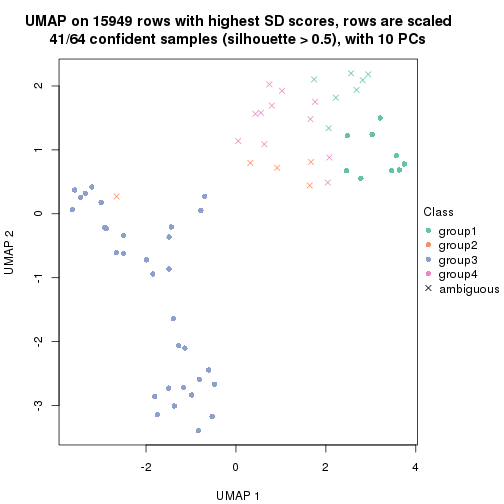 UMAP on 15949 rows with highest SD scores, rows are scaled
41/64 confident samples (silhouette > 0.5), with 10 PCs
2
1
0
-1
-2
-3
UMAP 2
-2
0
2
4
UMAP 1
Class
group1
group2
group3
group4
ambiguous